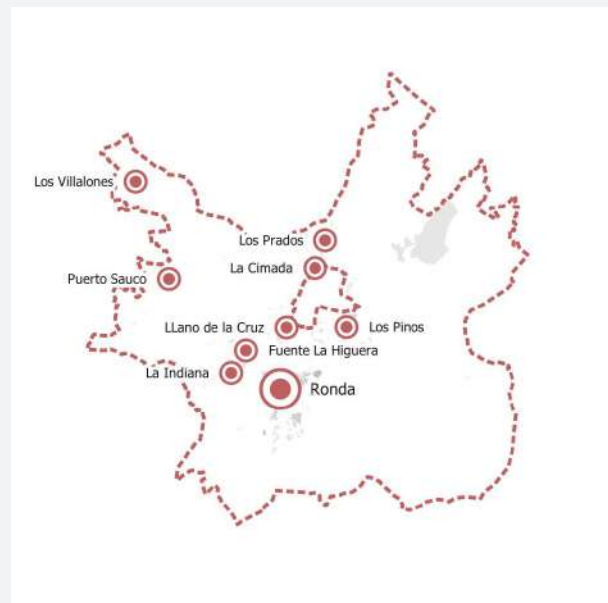 Los Villalones
Los Prados
La Cimada
Puerto Sauco
LLano de la Cruz
Los Pinos
Fuente La Higuera
La Indiana
Ronda